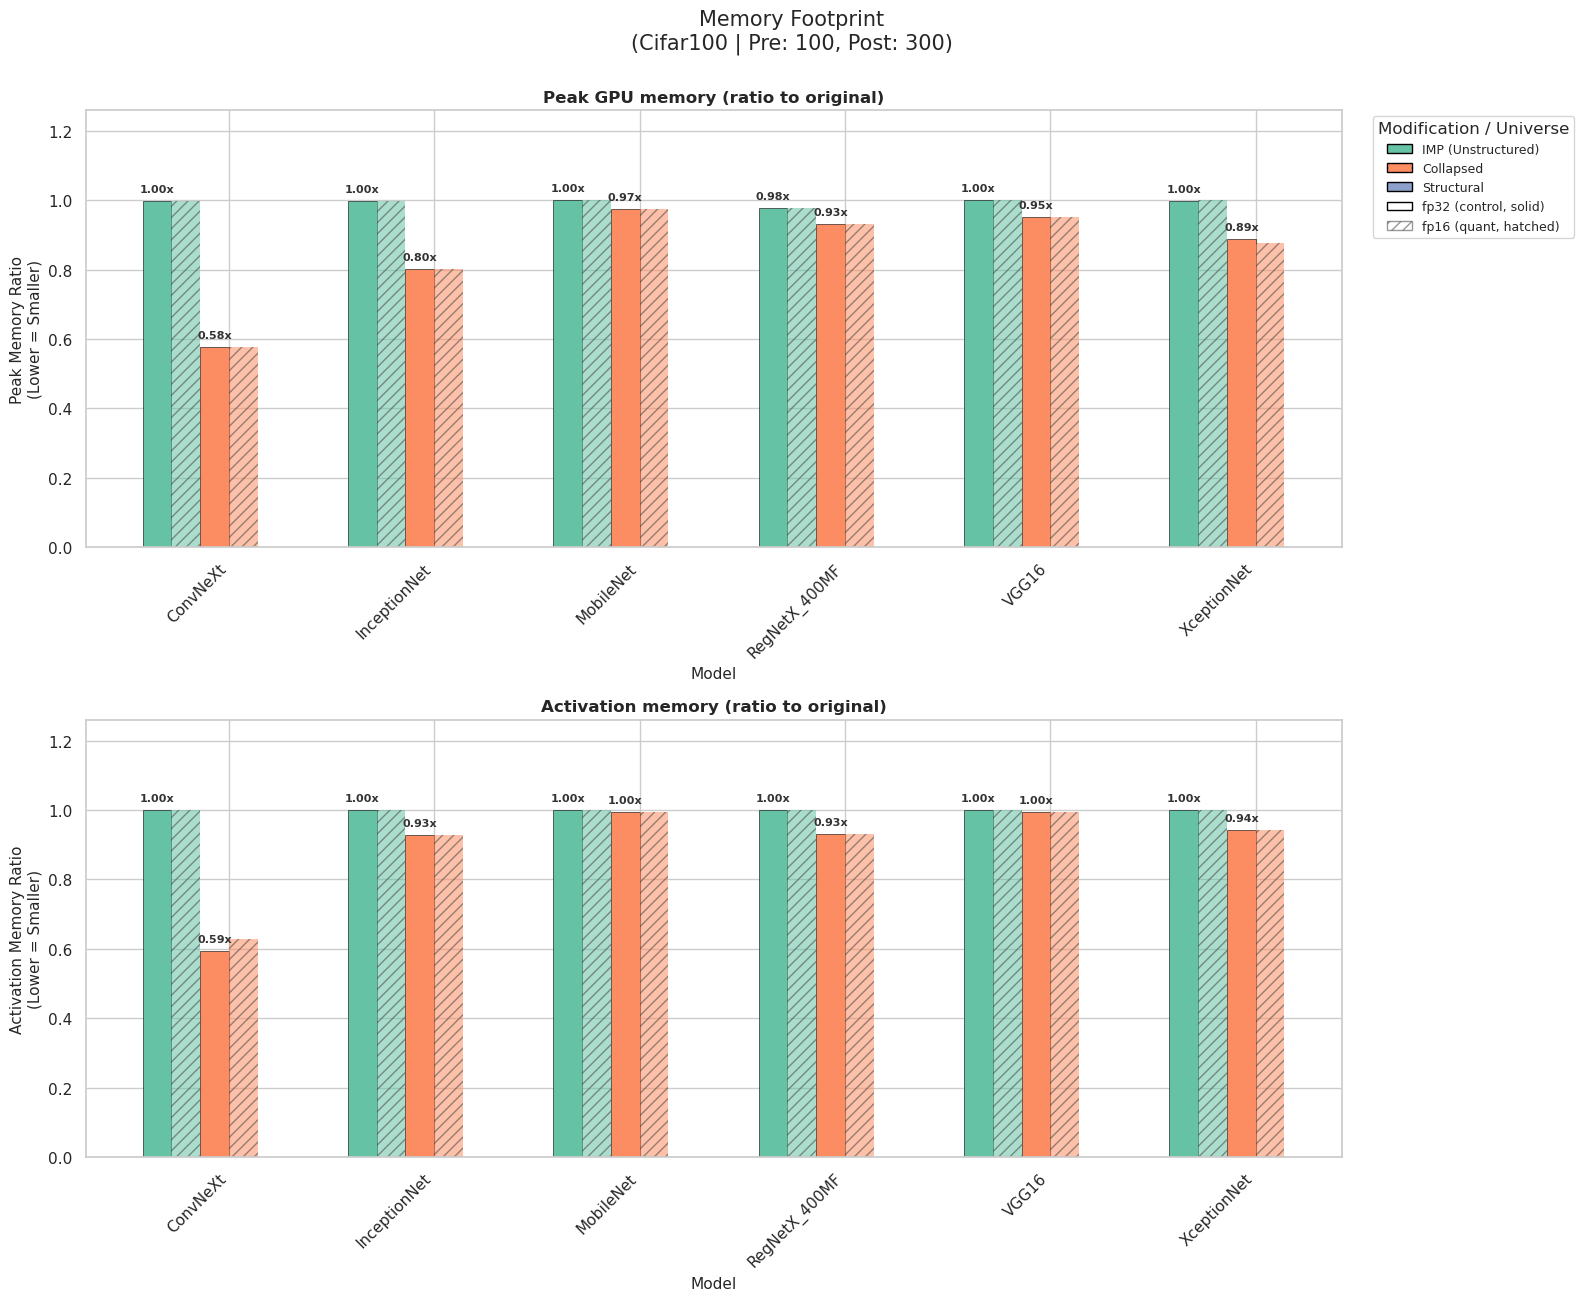 Memory Footprint
(Cifar100 | Pre: 100, Post: 300)
Peak GPU memory (ratio to original)
Peak Memory Ratio
(Lower = Smaller)
1.2
1.0
0.8
0.6
0.4
0.2
0.0
1.00x
0.58x
1.00x
0.80x
1.00x
0.97x
0.98x
0.93x
1.00x
0.95x
1.00x
0.89x
ConvNeXt
InceptionNet
MobileNet
RegNetX_400MF
VGG16
XceptionNet
Model
Modification / Universe
IMP (Unstructured)
Collapsed
Structural
fp32 (control, solid)
fp16 (quant, hatched)
Activation memory (ratio to original)
Activation Memory Ratio
(Lower = Smaller)
1.2
1.0
0.8
0.6
0.4
0.2
0.0
1.00x
0.59x
1.00x
0.93x
1.00x
1.00x
1.00x
0.93x
1.00x
1.00x
1.00x
0.94x
ConvNeXt
InceptionNet
MobileNet
RegNetX_400MF
VGG16
XceptionNet
Model